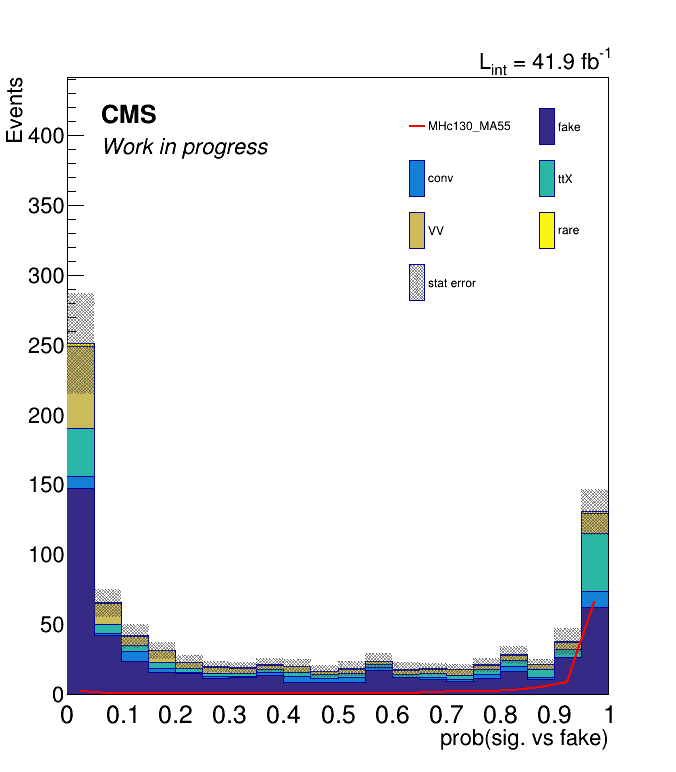 L_int = 41.9 fb^-1
Events
CMS
Work in progress
MHc130_MA55
fake
conv
ttX
VV
rare
stat error
400
350
300
250
200
150
100
50
0
0 0.1 0.2 0.3 0.4 0.5 0.6 0.7 0.8 0.9 1
prob(sig. vs fake)